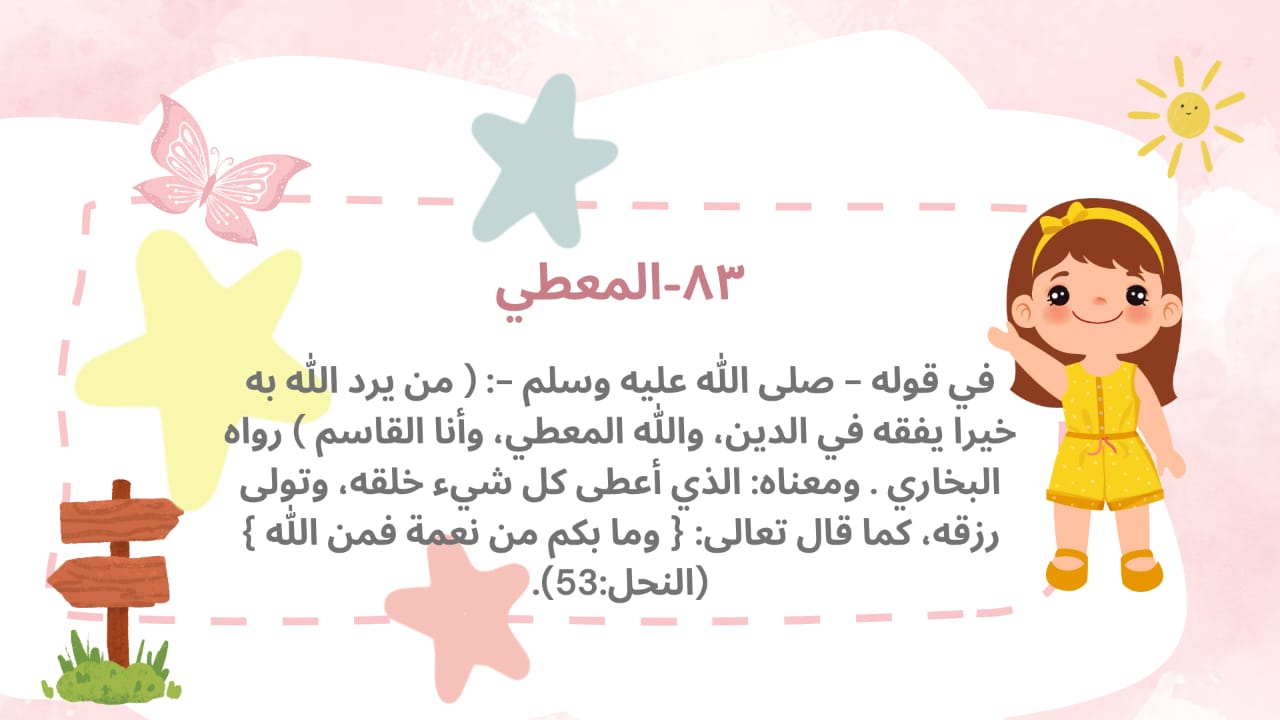 ٨٣-المعطي
في قوله – صلى الله عليه وسلم –: ( من يرد الله به
خيرا يفقه في الدين، والله المعطي، وأنا القاسم ) رواه
البخاري . ومعناه: الذي أعطى كل شيء خلقه، وتولى
رزقه، كما قال تعالى: { وما بكم من نعمة فمن الله }
(النحل:53).